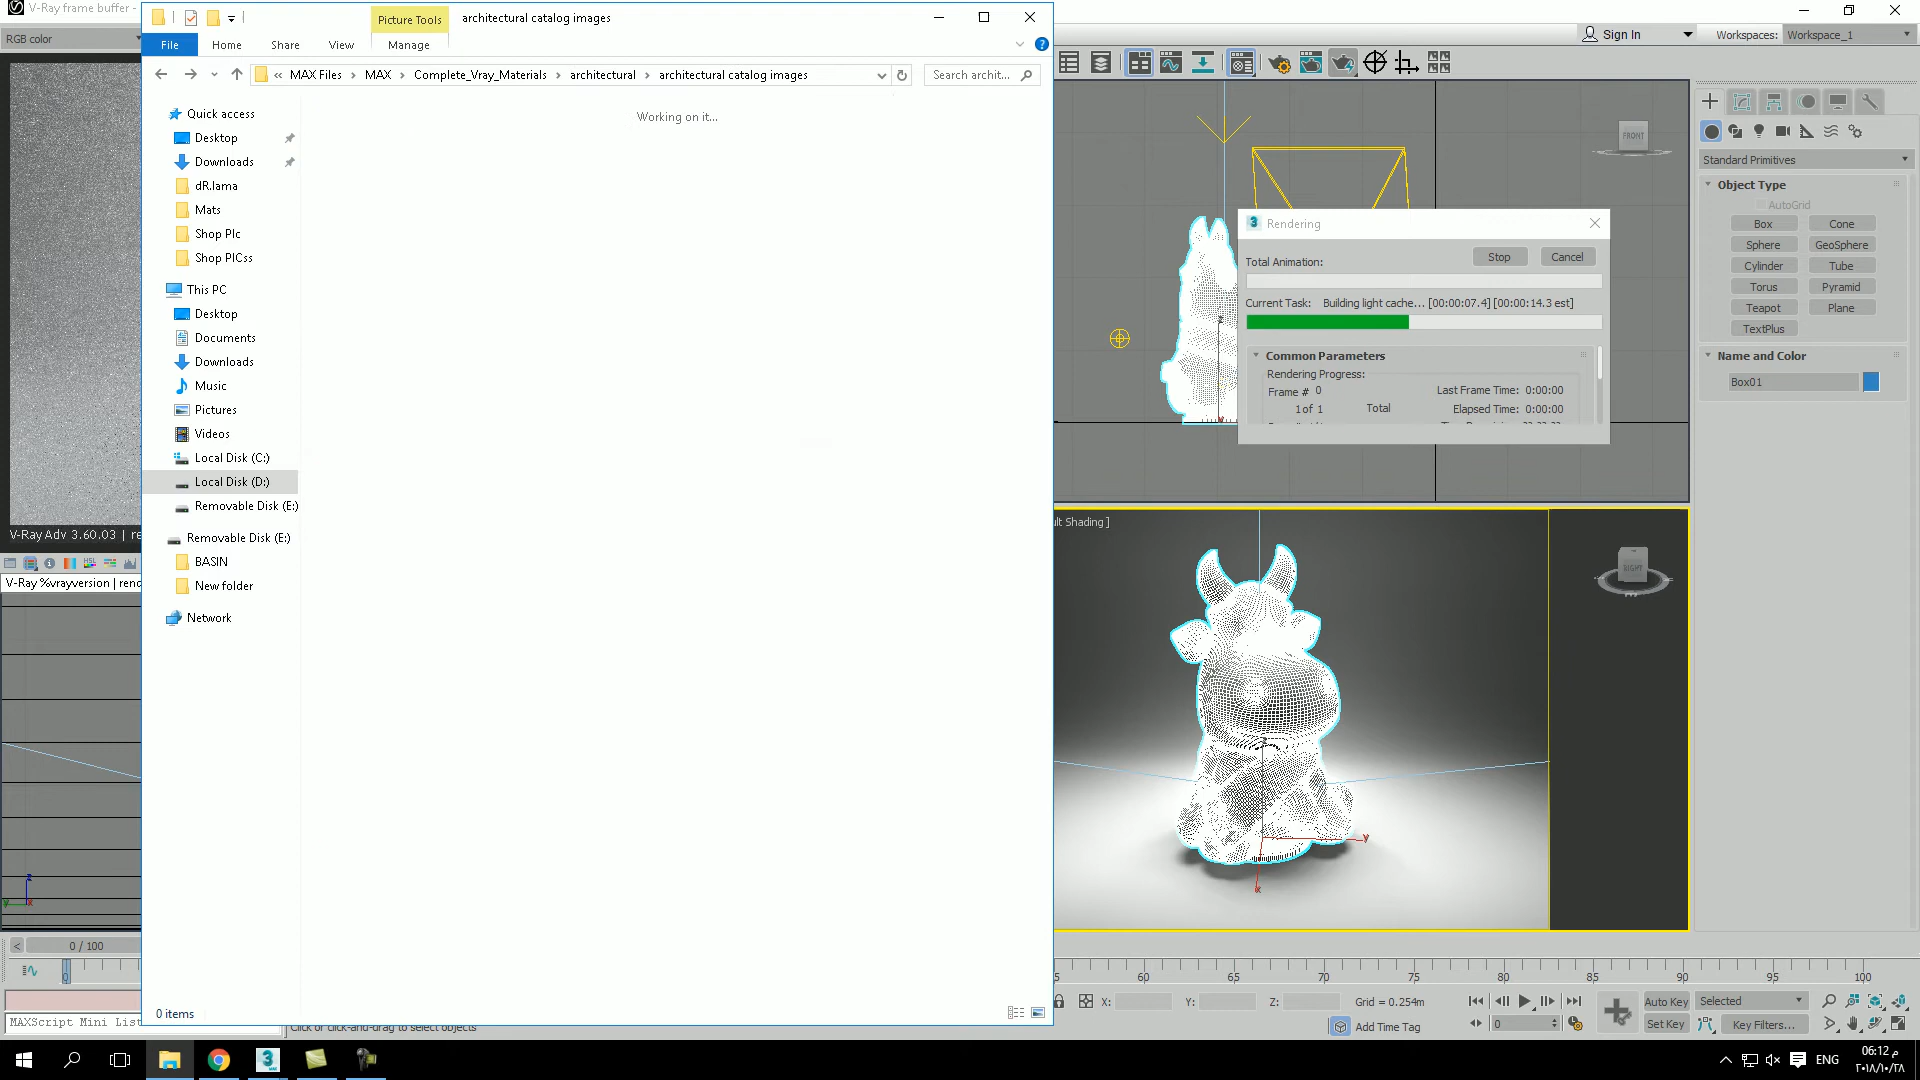 V-Ray frame buffer -
RGB color
V-Ray Adv 3.60.03 | re
V-Ray %vrayversion | rend
0 / 100
MAXScript Mini List
Picture Tools
architectural catalog images
File
Home
Share
View
Manage
« MAX Files > MAX > Complete_Vray_Materials > architectural > architectural catalog images
Search archit...
Working on it...
Quick access
Desktop
Downloads
dR.lama
Mats
Shop PIc
Shop PICss
This PC
Desktop
Documents
Downloads
Music
Pictures
Videos
Local Disk (C:)
Local Disk (D:)
Removable Disk (E:)
Removable Disk (E:)
BASIN
New folder
Network
0 items
Click or click-and-drag to select objects
Sign In
Workspaces:
Workspace_1
FRONT
Rendering
Total Animation:
Stop
Cancel
Current Task:
Building light cache... [00:00:07.4] [00:00:14.3 est]
Common Parameters
Rendering Progress:
Frame # 0
Last Frame Time: 0:00:00
1 of 1
Total
Elapsed Time: 0:00:00
ult Shading ]
RIGHT
Standard Primitives
Object Type
AutoGrid
Box
Cone
Sphere
GeoSphere
Cylinder
Tube
Torus
Pyramid
Teapot
Plane
TextPlus
Name and Color
Box01
60
65
70
75
80
85
90
95
100
X:
Y:
Z:
Grid = 0.254m
Add Time Tag
0
Auto Key
Selected
Set Key
Key Filters...
ENG
06:12 م
٢٠١٨/١٠/٢٨